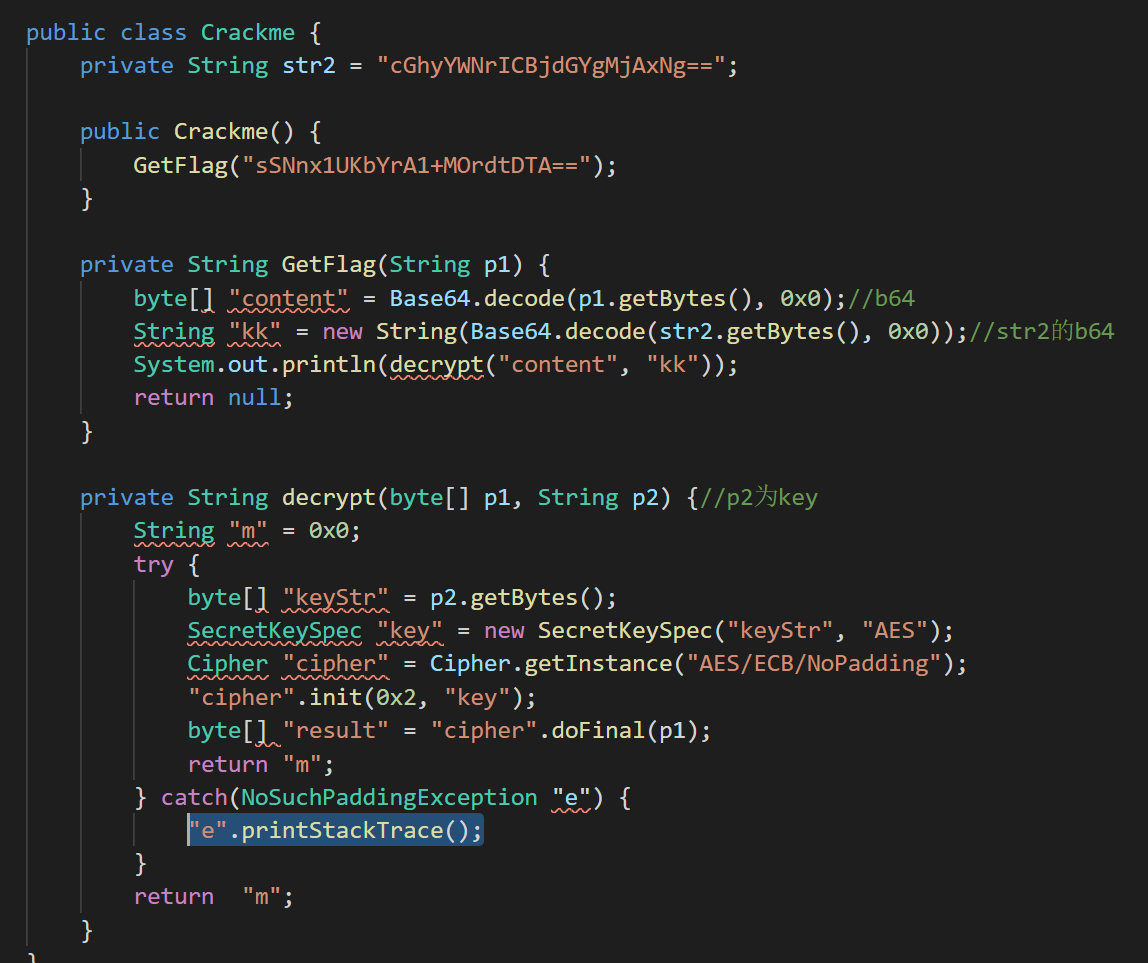 public class Crackme {
private String str2 = "cGhyYWNrICBjdGYgMjAxNg==";
public Crackme() {
GetFlag("sSNnx1UKbYrA1+MOrdtDTA==");
}
private String GetFlag(String p1) {
byte[] "content" = Base64.decode(p1.getBytes(), 0x0);//b64
String "kk" = new String(Base64.decode(str2.getBytes(), 0x0));//str2的b64
System.out.println(decrypt("content", "kk"));
return null;
}
private String decrypt(byte[] p1, String p2) {//p2为key
String "m" = 0x0;
try {
byte[] "keyStr" = p2.getBytes();
SecretKeySpec "key" = new SecretKeySpec("keyStr", "AES");
Cipher "cipher" = Cipher.getInstance("AES/ECB/NoPadding");
"cipher".init(0x2, "key");
byte[] "result" = "cipher".doFinal(p1);
return "m";
} catch(NoSuchPaddingException "e") {
"e".printStackTrace();
}
return  "m";
}
}